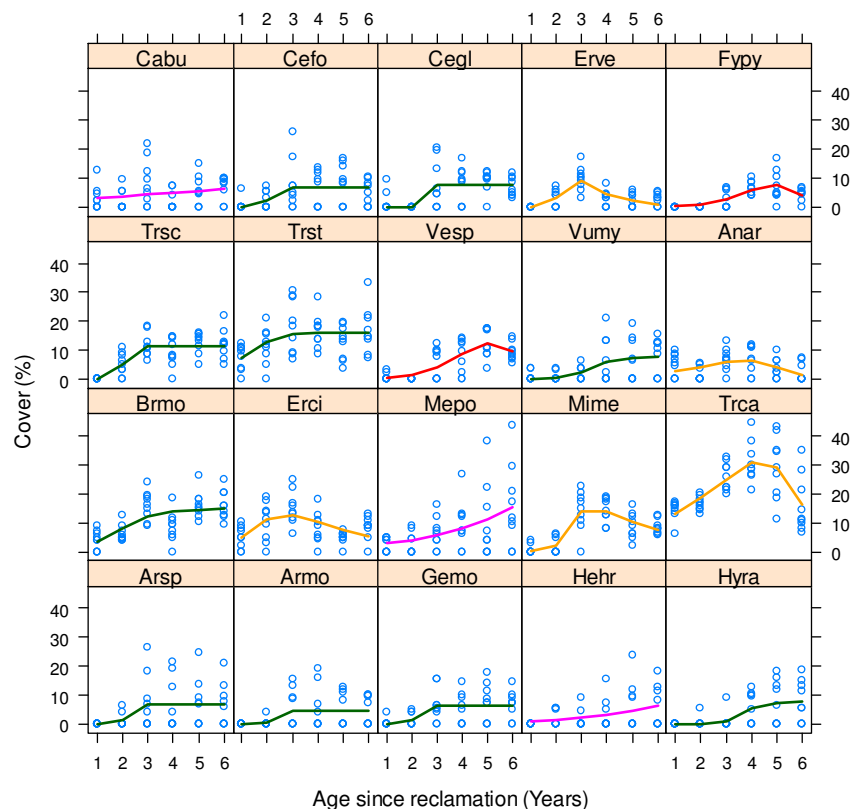 1 2 3 4 5 6 1 2 3 4 5 6
Cabu Cefo Cegl Erve Fypy
40
30
20
10
0
Trsc Trst Vesp Vumy Anar
40
30
20
10
0
Brmo Erci Mepo Mime Trca
40
30
20
10
0
Arsp Armo Gemo Hehr Hyra
40
30
20
10
0
1 2 3 4 5 6 1 2 3 4 5 6 1 2 3 4 5 6
Cover (%)
Age since reclamation (Years)